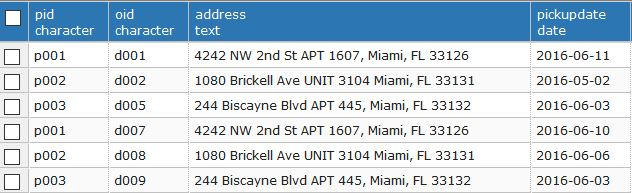 pid oid address pickupdate
character character text date
p001 d001 4242 NW 2nd St APT 1607, Miami, FL 33126 2016-06-11
p002 d002 1080 Brickell Ave UNIT 3104 Miami, FL 33131 2016-05-02
p003 d005 244 Biscayne Blvd APT 445, Miami, FL 33132 2016-06-03
p001 d007 4242 NW 2nd St APT 1607, Miami, FL 33126 2016-06-10
p002 d008 1080 Brickell Ave UNIT 3104 Miami, FL 33131 2016-06-06
p003 d009 244 Biscayne Blvd APT 445, Miami, FL 33132 2016-06-03